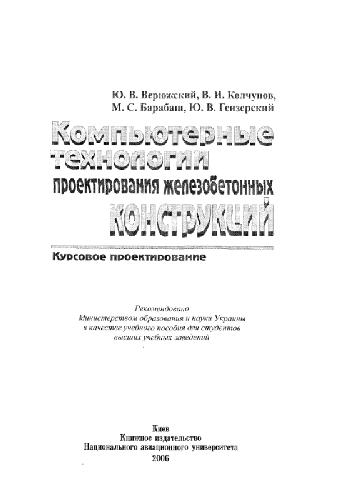 Ю. В. Верюжский, В. И. Колчунов,
М. С. Барабаш, Ю. В. Гензерский
Компьютерные
технологии
проектирования железобетонных
КОНСТРУКЦИЙ
Курсовое проектирование
Рекомендовано
Министерством образования и науки Украины
в качестве учебного пособия для студентов
высших учебных заведений
Киев
Книжное издательство
Национального авиационного университета
2006